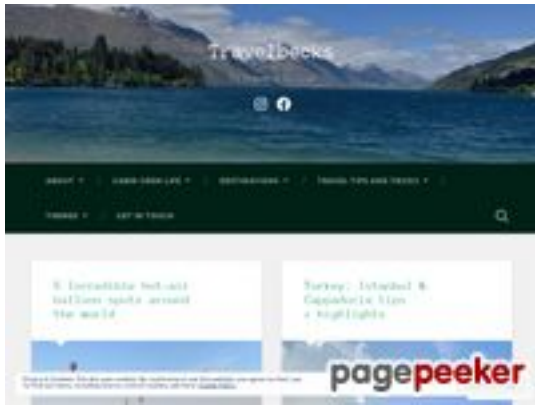 Travelbecks
ABOUT
CABIN CREW LIFE
DESTINATIONS
TRAVEL TIPS AND TRICKS
THEMES
GET IN TOUCH
5 Incredible hot-air
balloon spots around
the world
Turkey: Istanbul &
Cappadocia tips
+ highlights
pagepeeker